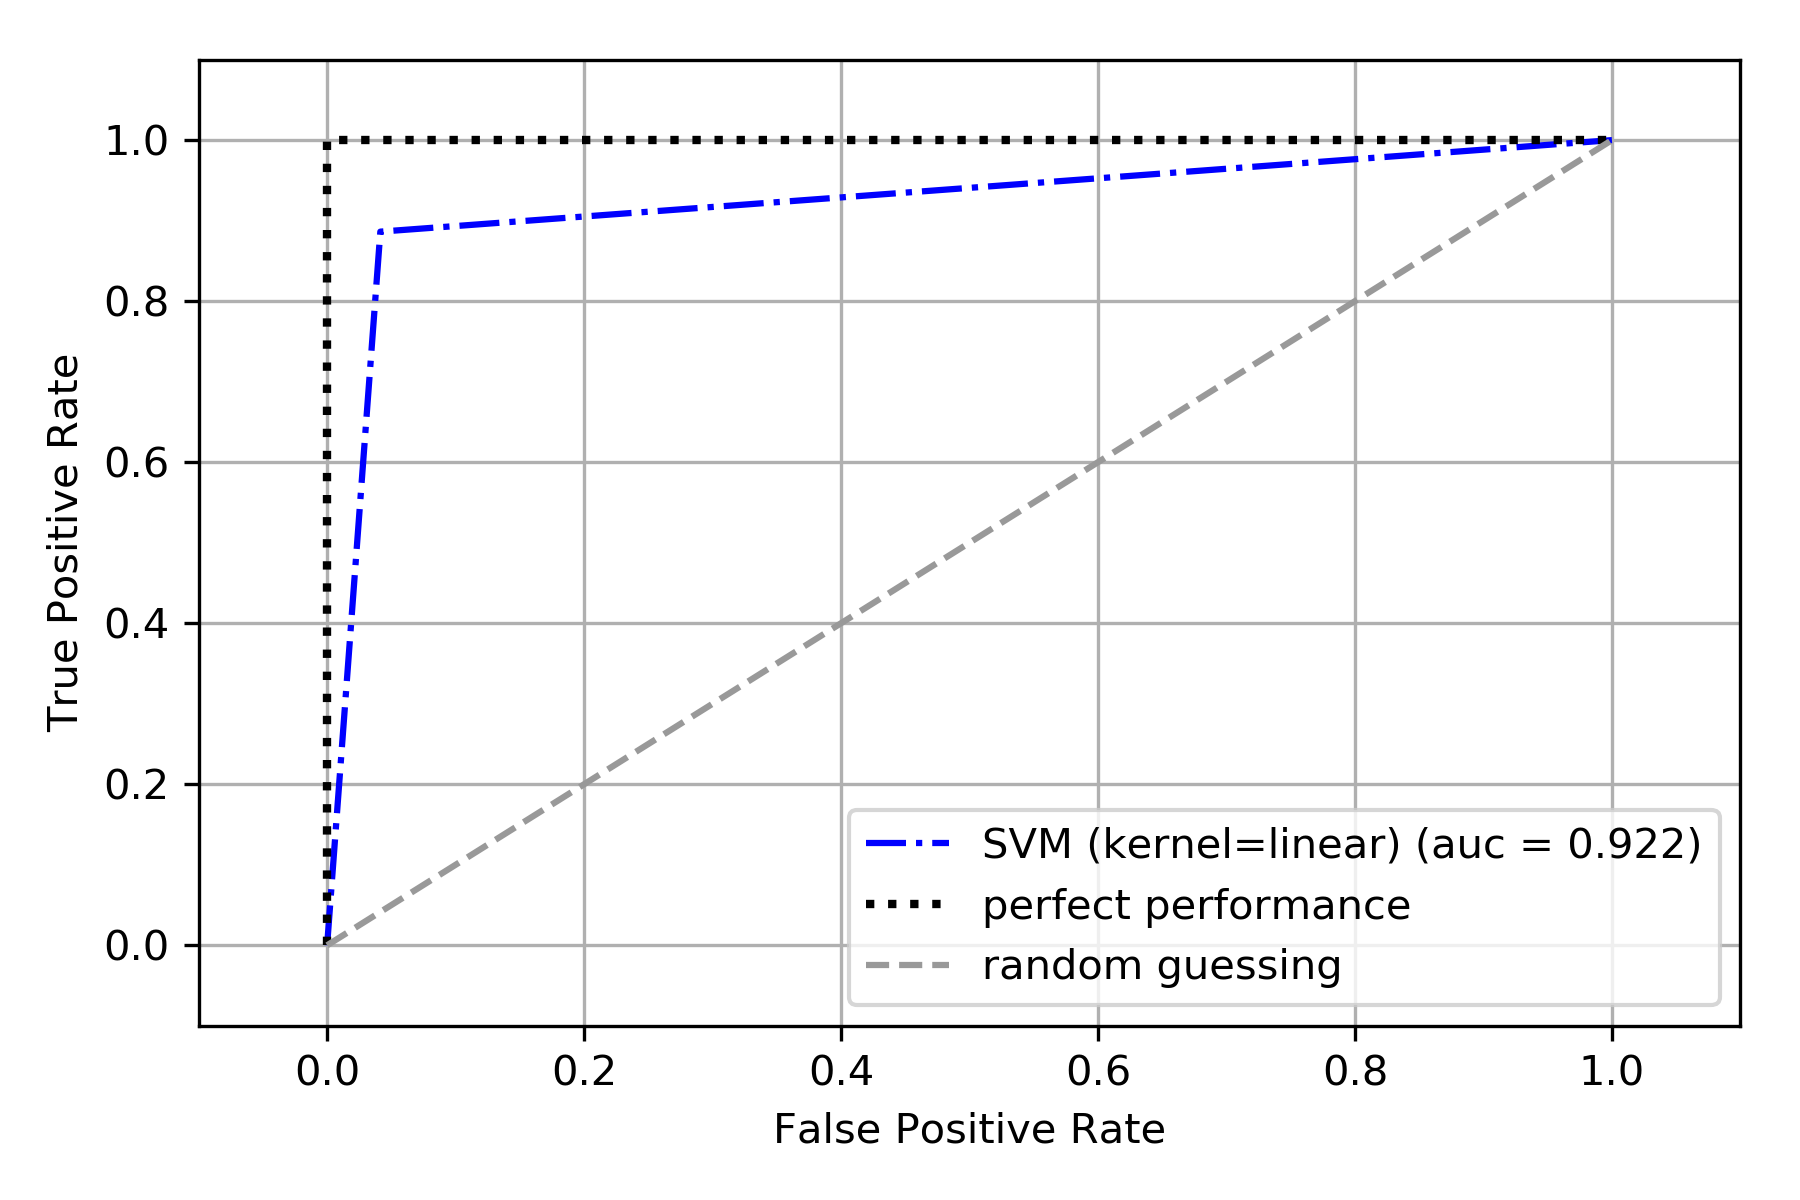 1.0
0.8
0.6
0.4
0.2
0.0
True Positive Rate
SVM (kernel=linear) (auc = 0.922)
perfect performance
random guessing
0.0 0.2 0.4 0.6 0.8 1.0
False Positive Rate